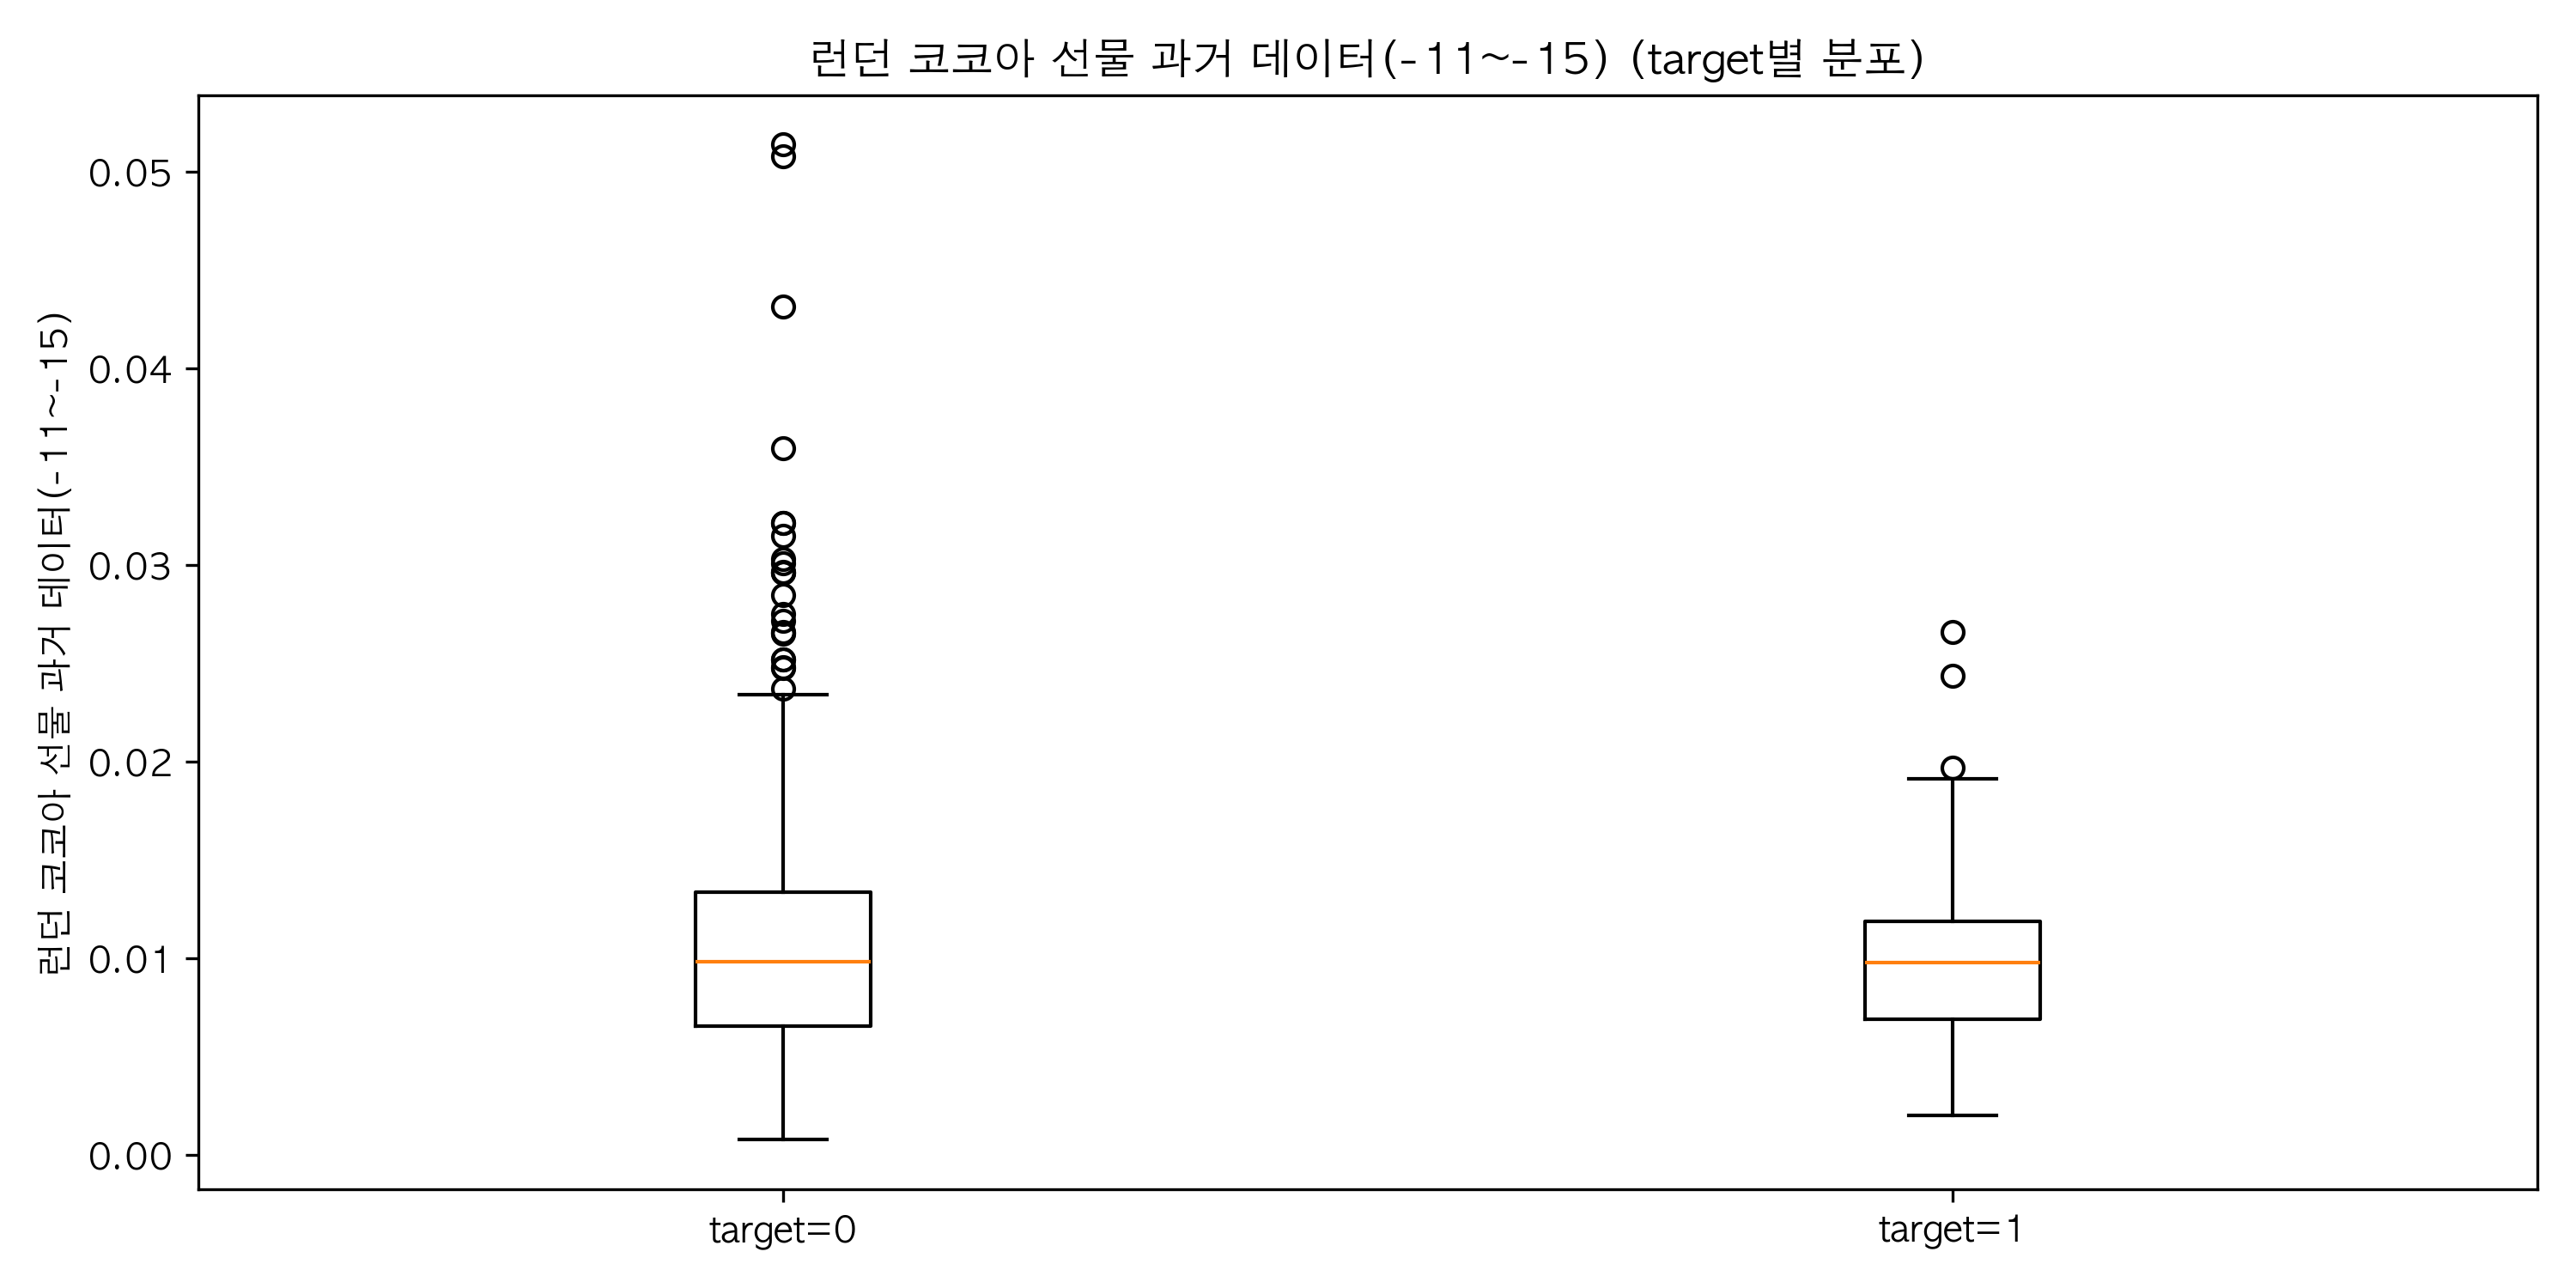 런던 코코아 선물 과거 데이터(-11~-15) (target별 분포)
런던 코코아 선물 과거 데이터(-11~-15)
0.05
0.04
0.03
0.02
0.01
0.00
target=0
target=1